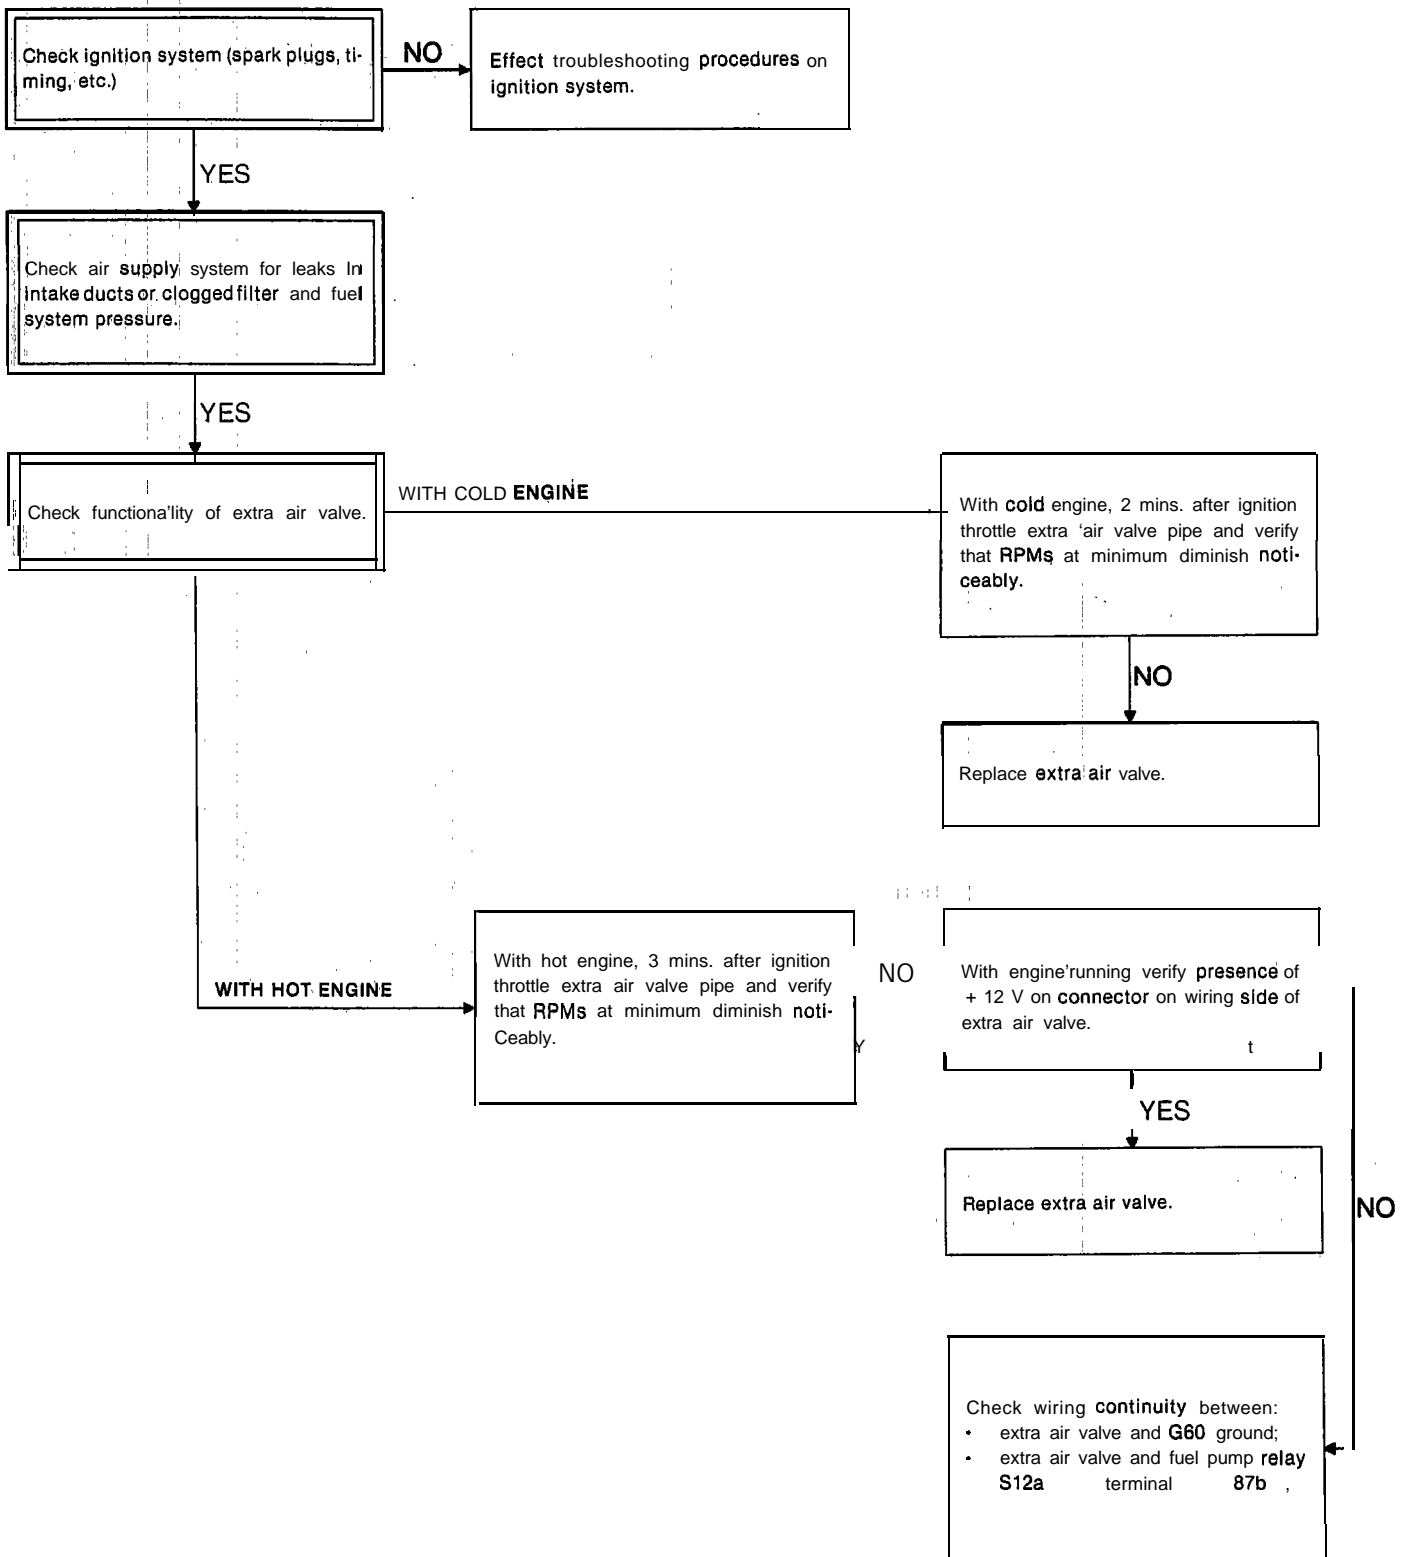 Check ignition system (spark plugs, ti-
ming, etc.)
NO
Effect troubleshooting procedures on
ignition system.
YES
Check air supply system for leaks In
intake ducts or clogged filter and fuel
system pressure.
YES
Check functiona'lity of extra air valve.
WITH COLD ENGINE
With cold engine, 2 mins. after ignition
throttle extra 'air valve pipe and verify
that RPMs at minimum diminish noti-
ceably.
NO
Replace extra air valve.
WITH HOT ENGINE
With hot engine, 3 mins. after ignition
throttle extra air valve pipe and verify
that RPMs at minimum diminish noti-
Ceably.
Y
NO
With engine'running verify presence of
+ 12 V on connector on wiring side of
extra air valve.
t
YES
Replace extra air valve.
NO
Check wiring continuity between:
• extra air valve and G60 ground;
• extra air valve and fuel pump relay
S12a terminal 87b ,